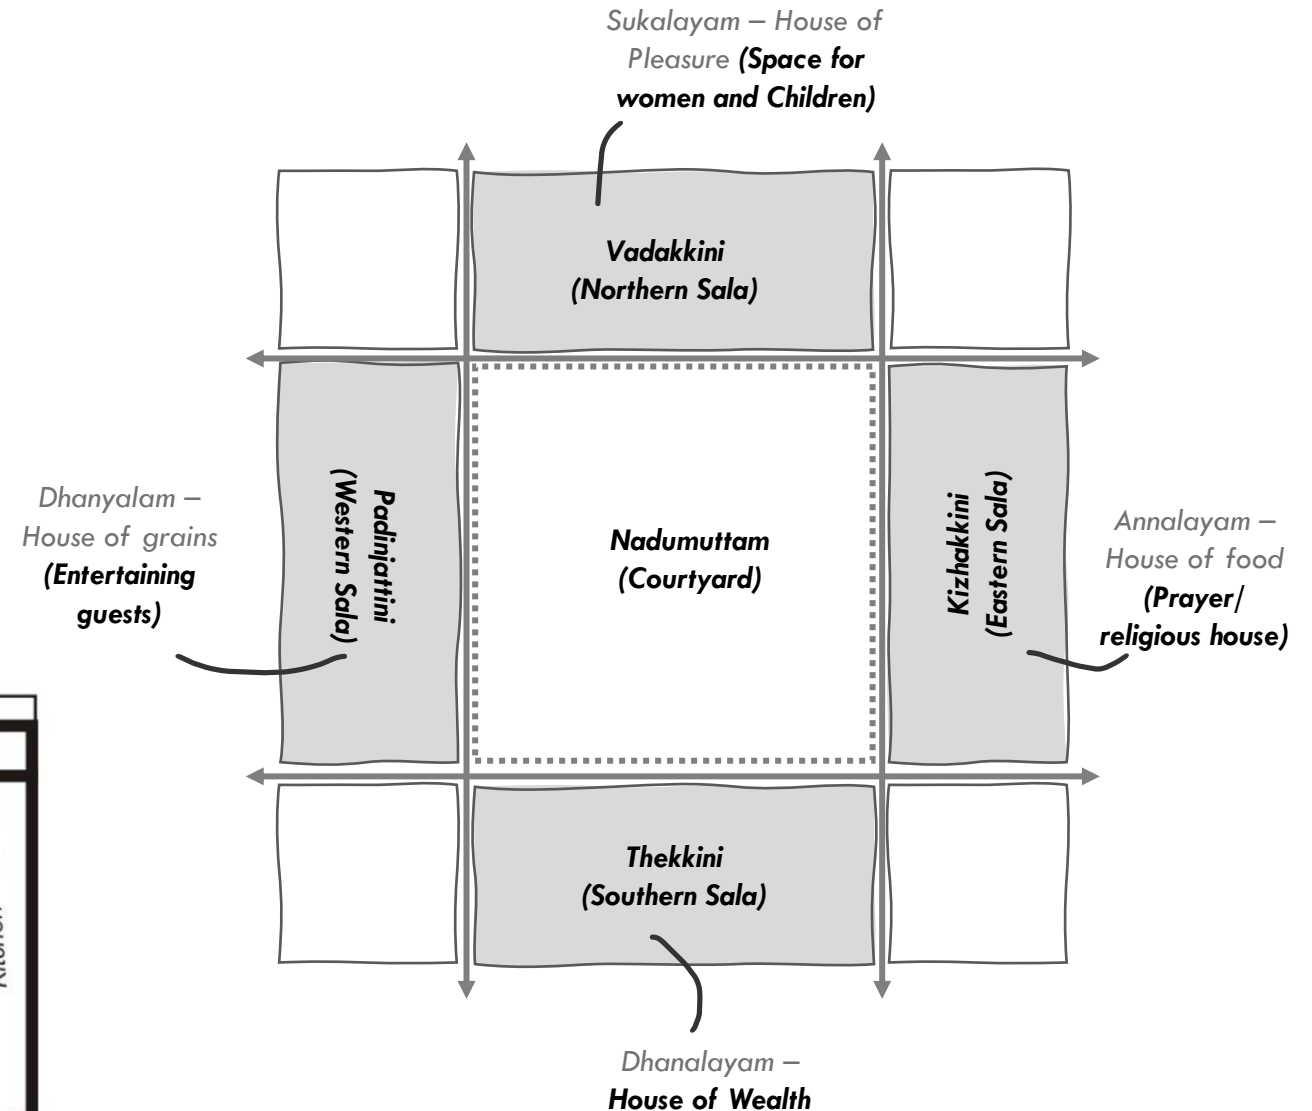 Sukalayam – House of
Pleasure (Space for
women and Children)
Vadakkini
(Northern Sala)
Dhanyalam –
House of grains
(Entertaining
guests)
Padinjattini
(Western Sala)
Nadumuttam
(Courtyard)
Kizhakkini
(Eastern Sala)
Annalayam –
House of food
(Prayer/
religious house)
Thekkini
(Southern Sala)
Dhanalayam –
House of Wealth